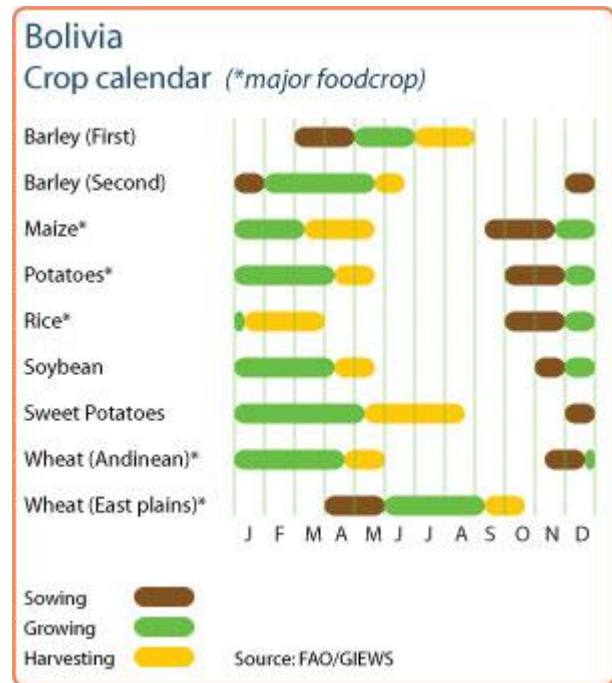 Bolivia
Crop calendar (*major foodcrop)
Barley (First)
Barley (Second)
Maize*
Potatoes*
Rice*
Soybean
Sweet Potatoes
Wheat (Andinean)*
Wheat (East plains)*
J F M A M J J A S O N D
Sowing
Growing
Harvesting Source: FAO/GIEWS